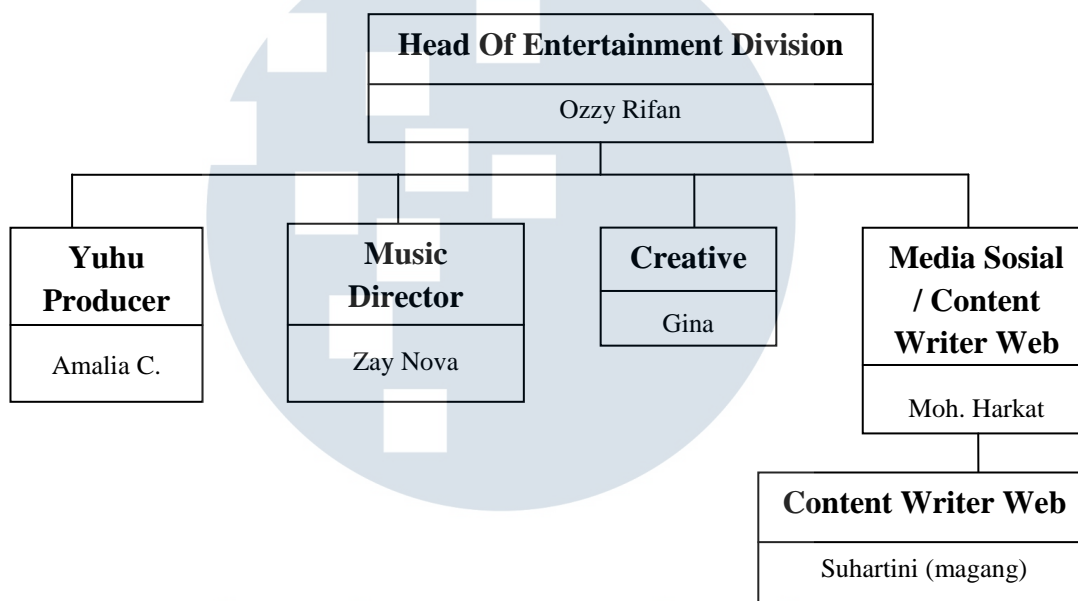 Head Of Entertainment Division
Ozzy Rifan
Yuhu
Producer
Amalia C.
Music
Director
Zay Nova
Creative
Gina
Media Sosial
/ Content
Writer Web
Moh. Harkat
Content Writer Web
Suhartini (magang)